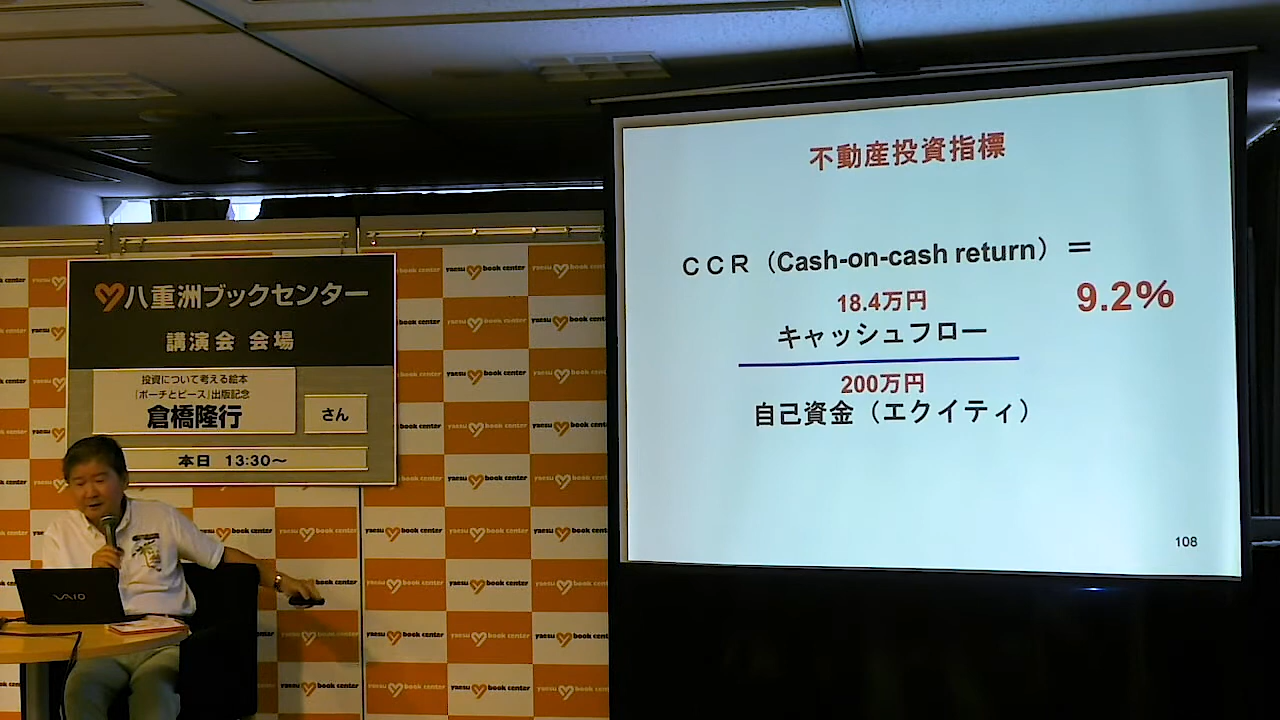 八重洲ブックセンター
講演会 会場
投資について考える絵本
『ポーチとピース』出版記念
倉橋隆行
さん
本日 13:30～
VAIO
yaesu book center
不動産投資指標
ＣＣＲ（Cash-on-cash return）＝
18.4万円
キャッシュフロー
9.2%
200万円
自己資金（エクイティ）
108